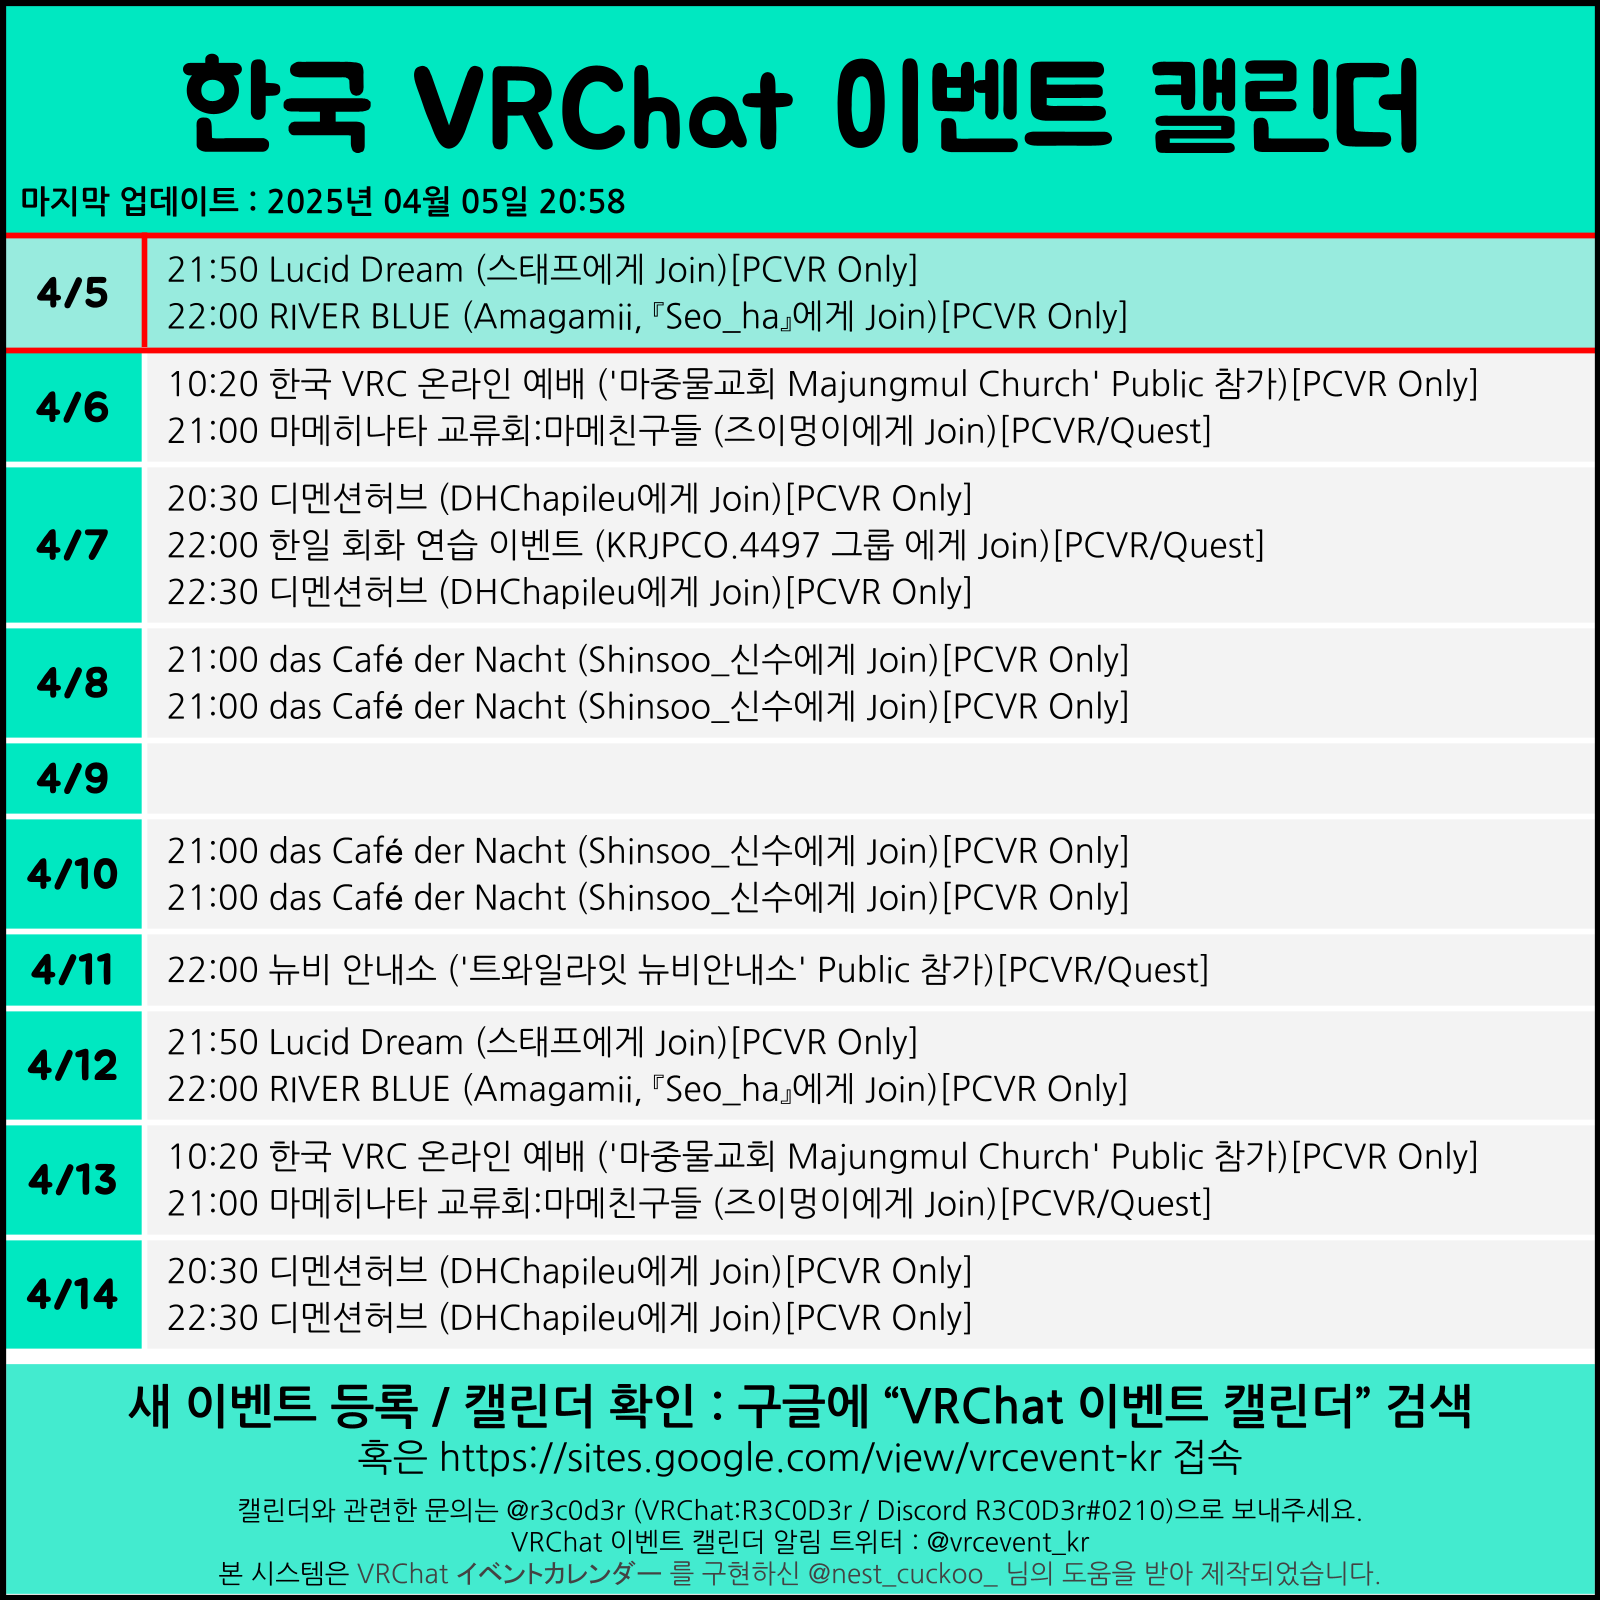 한국 VRChat 이벤트 캘린더
마지막 업데이트 : 2025년 04월 05일 20:58
4/5
21:50 Lucid Dream (스태프에게 Join)[PCVR Only]
22:00 RIVER BLUE (Amagamii,『Seo_ha』에게 Join)[PCVR Only]
4/6
10:20 한국 VRC 온라인 예배 ('마중물교회 Majungmul Church' Public 참가)[PCVR Only]
21:00 마메히나타 교류회:마메친구들 (즈이멍이에게 Join)[PCVR/Quest]
4/7
20:30 디멘션허브 (DHChapileu에게 Join)[PCVR Only]
22:00 한일 회화 연습 이벤트 (KRJPCO.4497 그룹 에게 Join)[PCVR/Quest]
22:30 디멘션허브 (DHChapileu에게 Join)[PCVR Only]
4/8
21:00 das Café der Nacht (Shinsoo_신수에게 Join)[PCVR Only]
21:00 das Café der Nacht (Shinsoo_신수에게 Join)[PCVR Only]
4/9
4/10
21:00 das Café der Nacht (Shinsoo_신수에게 Join)[PCVR Only]
21:00 das Café der Nacht (Shinsoo_신수에게 Join)[PCVR Only]
4/11
22:00 뉴비 안내소 ('트와일라잇 뉴비안내소' Public 참가)[PCVR/Quest]
4/12
21:50 Lucid Dream (스태프에게 Join)[PCVR Only]
22:00 RIVER BLUE (Amagamii,『Seo_ha』에게 Join)[PCVR Only]
4/13
10:20 한국 VRC 온라인 예배 ('마중물교회 Majungmul Church' Public 참가)[PCVR Only]
21:00 마메히나타 교류회:마메친구들 (즈이멍이에게 Join)[PCVR/Quest]
4/14
20:30 디멘션허브 (DHChapileu에게 Join)[PCVR Only]
22:30 디멘션허브 (DHChapileu에게 Join)[PCVR Only]
새 이벤트 등록 / 캘린더 확인 : 구글에 “VRChat 이벤트 캘린더” 검색
혹은 https://sites.google.com/view/vrcevent-kr 접속
캘린더와 관련한 문의는 @r3c0d3r (VRChat:R3C0D3r / Discord R3C0D3r#0210)으로 보내주세요.
VRChat 이벤트 캘린더 알림 트위터 : @vrcevent_kr
본 시스템은 VRChat イベントカレンダー 를 구현하신 @nest_cuckoo_ 님의 도움을 받아 제작되었습니다.